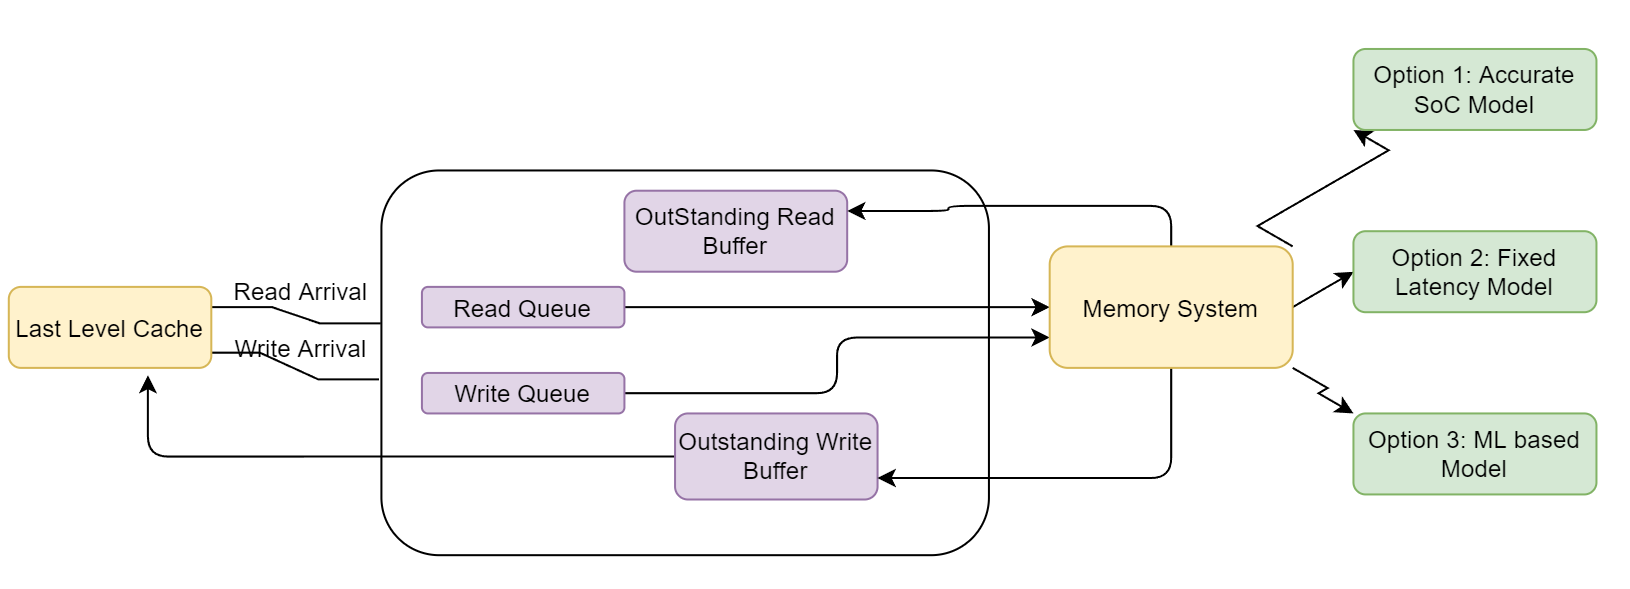 Option 1: Accurate
SoC Model
OutStanding Read
Buffer
Option 2: Fixed
Latency Model
Read Arrival
Last Level Cache
Write Arrival
Read Queue
Memory System
Write Queue
Outstanding Write
Buffer
Option 3: ML based
Model